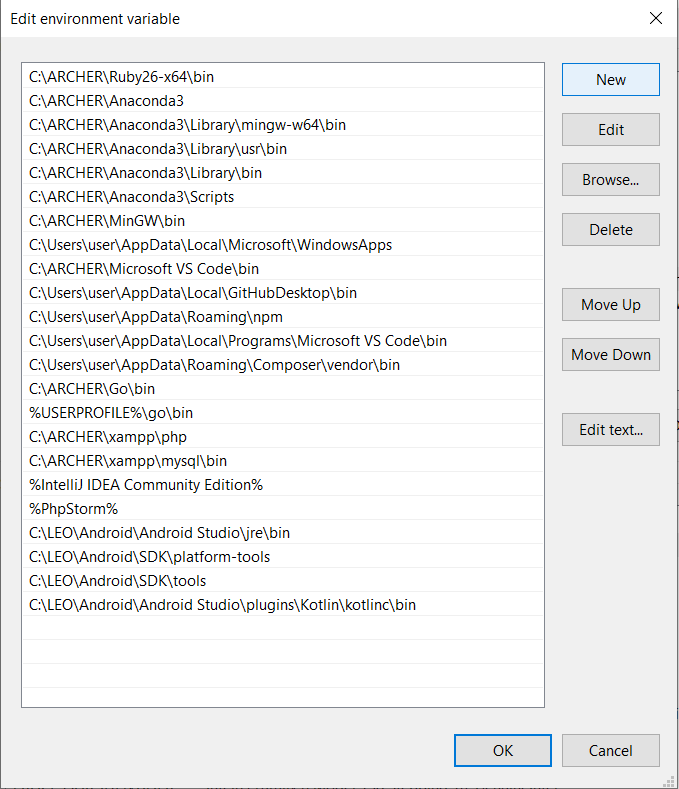 Edit environment variable
C:\ARCHER\Ruby26-x64\bin
C:\ARCHER\Anaconda3
C:\ARCHER\Anaconda3\Library\mingw-w64\bin
C:\ARCHER\Anaconda3\Library\usr\bin
C:\ARCHER\Anaconda3\Library\bin
C:\ARCHER\Anaconda3\Scripts
C:\ARCHER\MinGW\bin
C:\Users\user\AppData\Local\Microsoft\WindowsApps
C:\ARCHER\Microsoft VS Code\bin
C:\Users\user\AppData\Local\GitHubDesktop\bin
C:\Users\user\AppData\Roaming\npm
C:\Users\user\AppData\Local\Programs\Microsoft VS Code\bin
C:\Users\user\AppData\Roaming\Composer\vendor\bin
C:\ARCHER\Go\bin
%USERPROFILE%\go\bin
C:\ARCHER\xampp\php
C:\ARCHER\xampp\mysql\bin
%IntelliJ IDEA Community Edition%
%PhpStorm%
C:\LEO\Android\Android Studio\jre\bin
C:\LEO\Android\SDK\platform-tools
C:\LEO\Android\SDK\tools
C:\LEO\Android\Android Studio\plugins\Kotlin\kotlinc\bin
New
Edit
Browse...
Delete
Move Up
Move Down
Edit text...
OK
Cancel